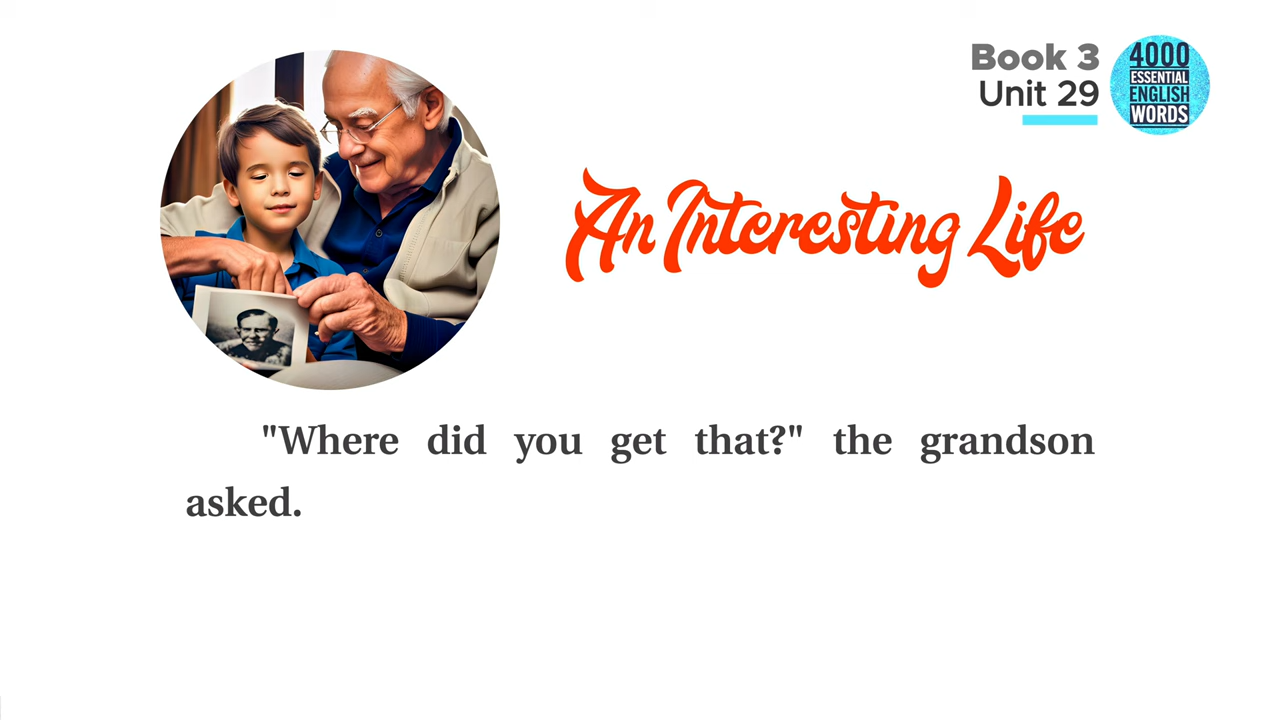 Book 3
Unit 29
4000
ESSENTIAL
ENGLISH
WORDS
An Interesting Life
"Where did you get that?" the grandson
asked.